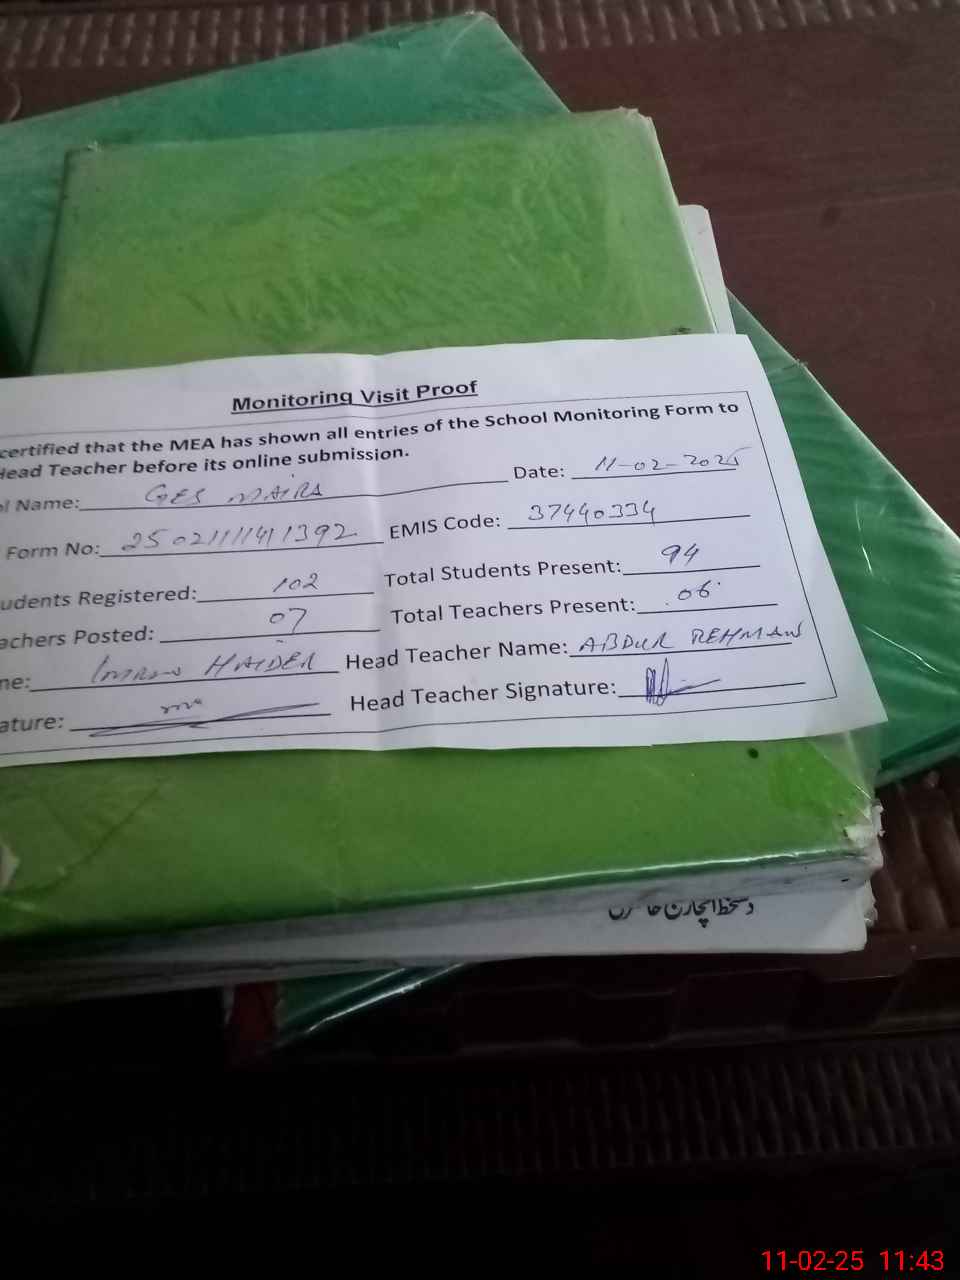 Monitoring Visit Proof
certified that the MEA has shown all entries of the School Monitoring Form to
Head Teacher before its online submission.
ol Name: GES MAIRA Date: 11-02-2025
Form No: 2502111141392 EMIS Code: 37440334
udents Registered: 102 Total Students Present: 94
achers Posted: 07 Total Teachers Present: 06
me: Imran HAIDER Head Teacher Name: ABDUR REHMAN
ature: Head Teacher Signature:
دستخط انچارج
11-02-25 11:43